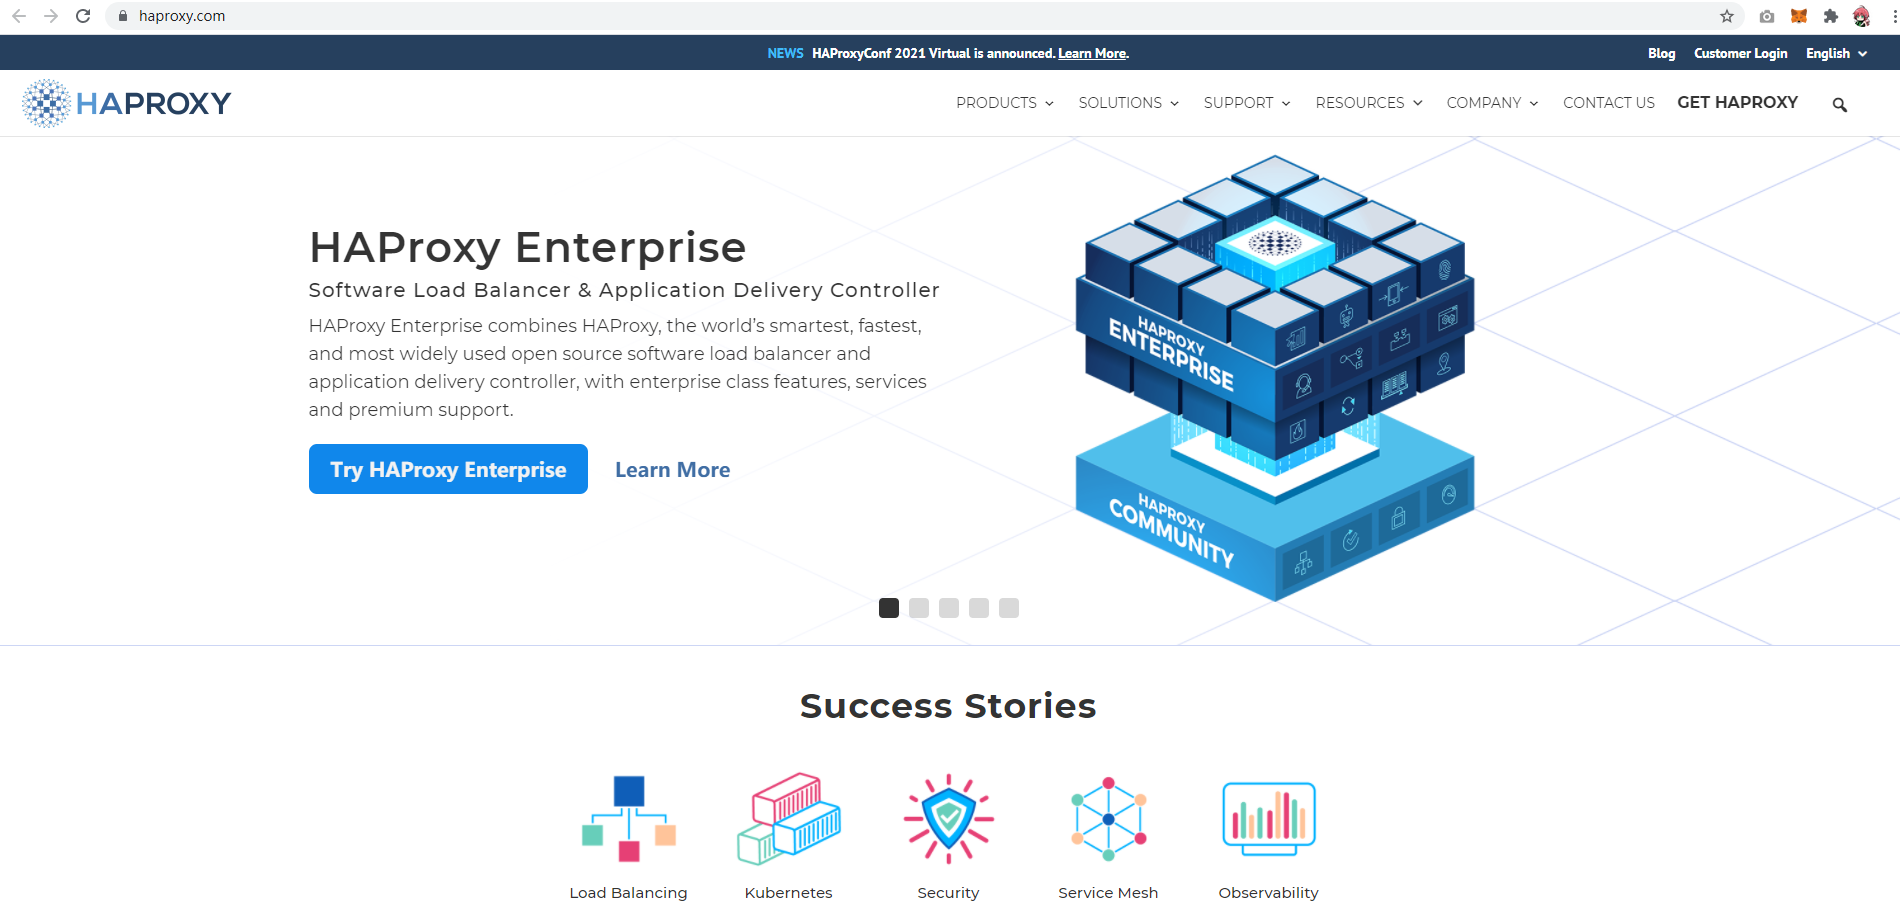 haproxy.com
NEWS HAProxyConf 2021 Virtual is announced. Learn More.
Blog Customer Login English
HAPROXY
PRODUCTS SOLUTIONS SUPPORT RESOURCES COMPANY CONTACT US GET HAPROXY
HAProxy Enterprise
Software Load Balancer & Application Delivery Controller
HAProxy Enterprise combines HAProxy, the world’s smartest, fastest,
and most widely used open source software load balancer and
application delivery controller, with enterprise class features, services
and premium support.
Try HAProxy Enterprise Learn More
HAPROXY
ENTERPRISE
HAPROXY
COMMUNITY
Success Stories
Load Balancing Kubernetes Security Service Mesh Observability